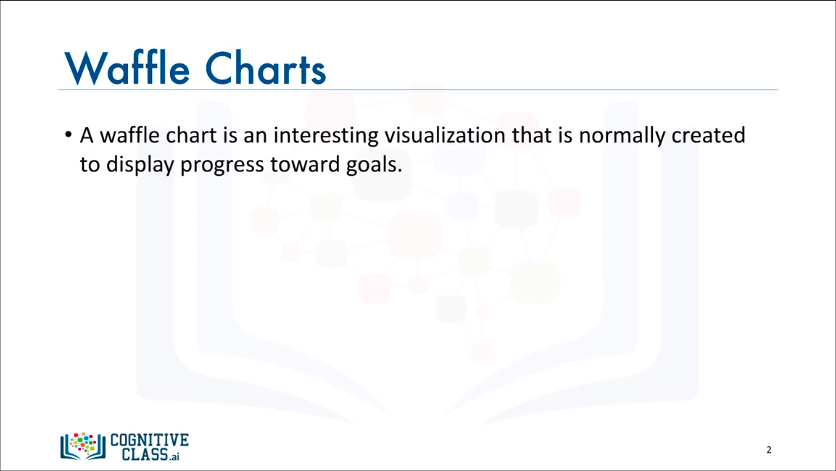 Waffle Charts
• A waffle chart is an interesting visualization that is normally created
to display progress toward goals.
COGNITIVE
CLASS.ai
2